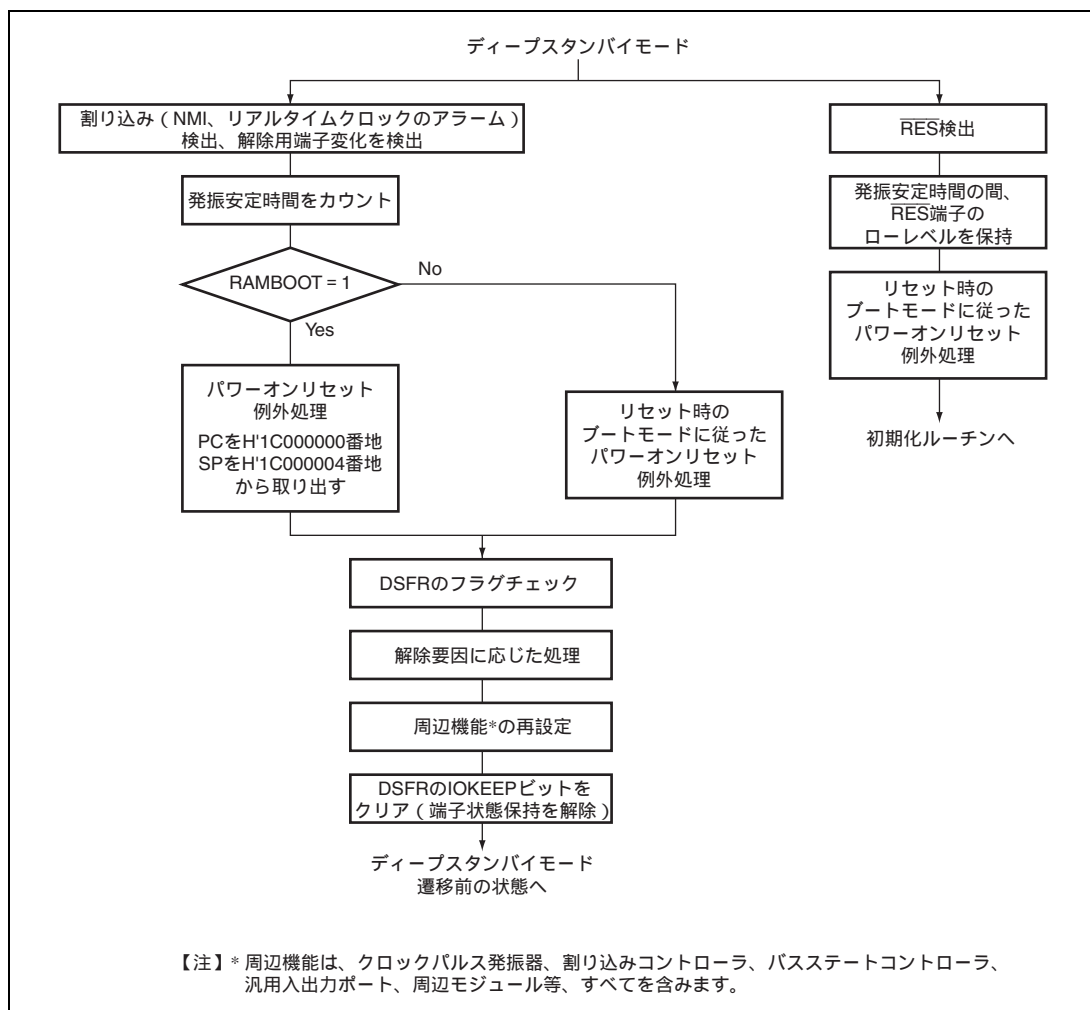 ディープスタンバイモード
割り込み（NMI、リアルタイムクロックのアラーム）
検出、解除用端子変化を検出
発振安定時間をカウント
RAMBOOT = 1
No
Yes
パワーオンリセット
例外処理
PCをH'1C000000番地
SPをH'1C000004番地
から取り出す
リセット時の
ブートモードに従った
パワーオンリセット
例外処理
RES検出
発振安定時間の間、
RES端子の
ローレベルを保持
リセット時の
ブートモードに従った
パワーオンリセット
例外処理
初期化ルーチンへ
DSFRのフラグチェック
解除要因に応じた処理
周辺機能*の再設定
DSFRのIOKEEPビットを
クリア（端子状態保持を解除）
ディープスタンバイモード
遷移前の状態へ
【注】* 周辺機能は、クロックパルス発振器、割り込みコントローラ、バスステートコントローラ、
汎用入出力ポート、周辺モジュール等、すべてを含みます。